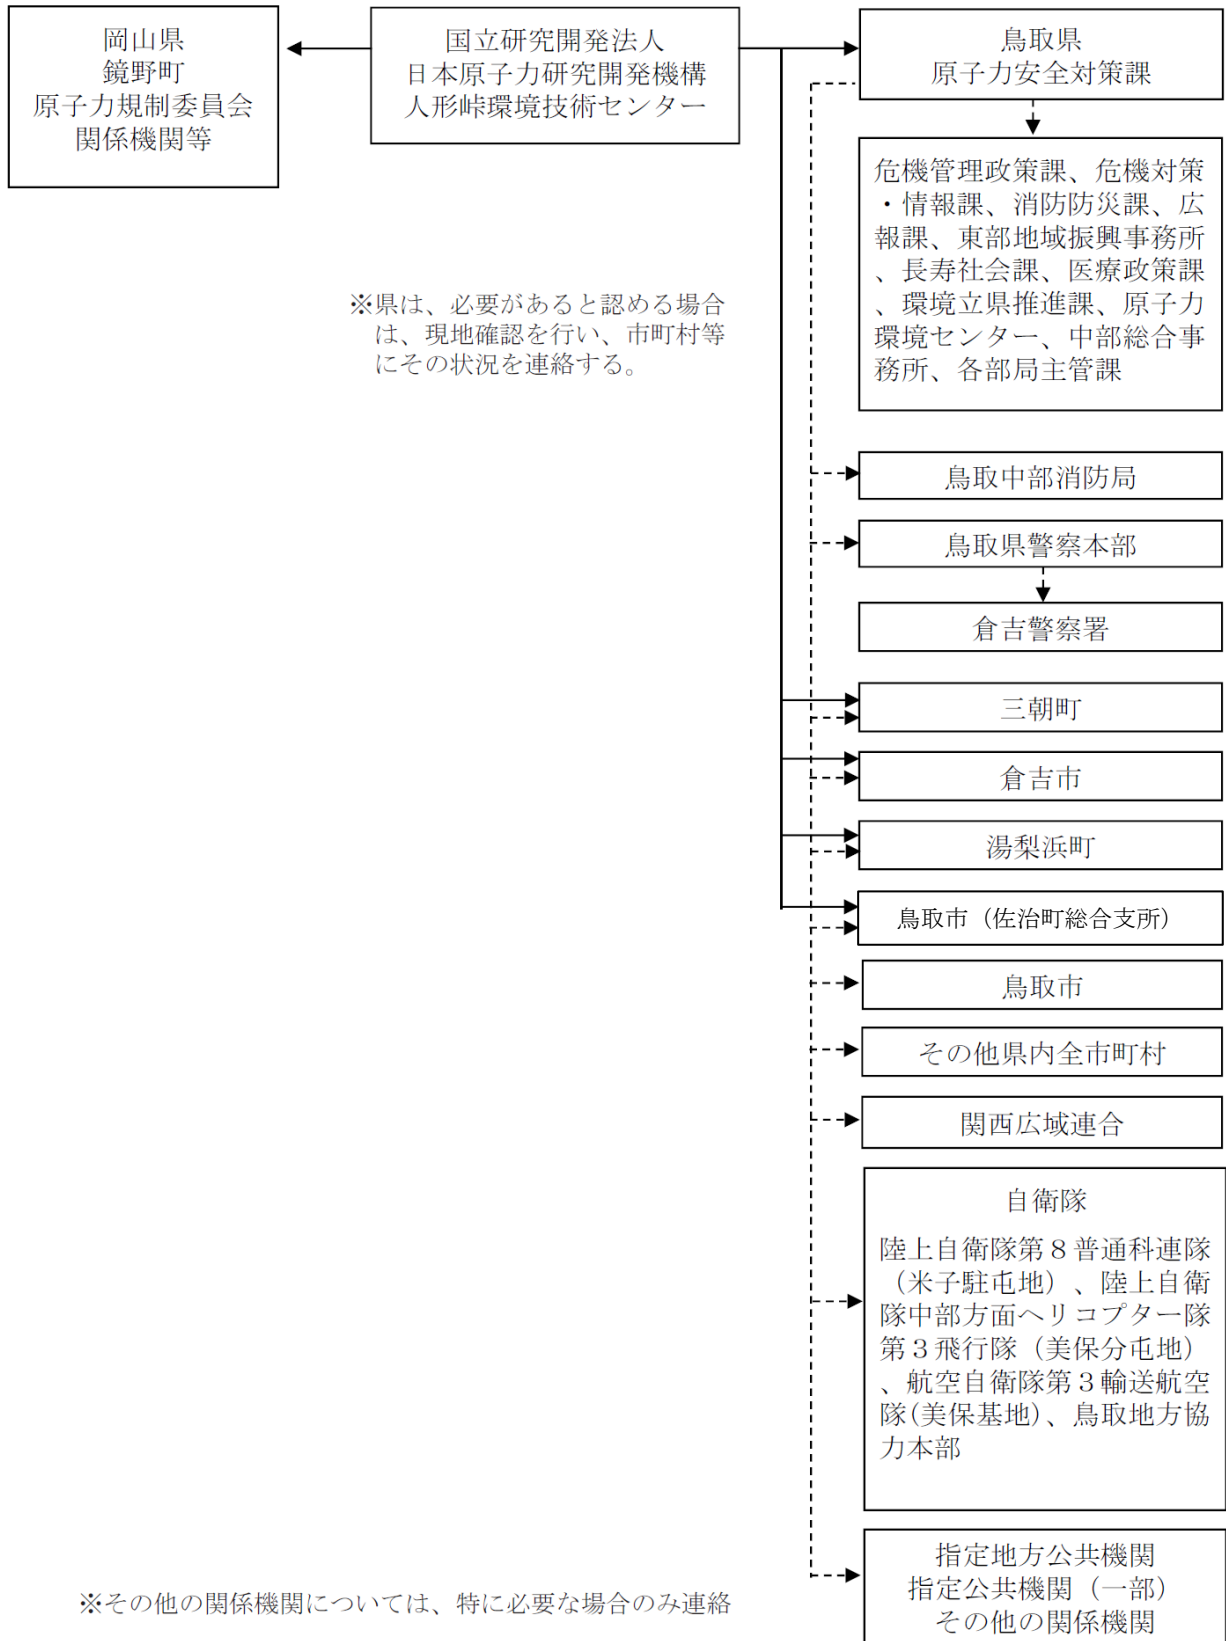 岡山県
鏡野町
原子力規制委員会
関係機関等
国立研究開発法人
日本原子力研究開発機構
人形峠環境技術センター
鳥取県
原子力安全対策課
危機管理政策課、危機対策
・情報課、消防防災課、広
報課、東部地域振興事務所
、長寿社会課、医療政策課
、環境立県推進課、原子力
環境センター、中部総合事
務所、各部局主管課
※県は、必要があると認める場合
は、現地確認を行い、市町村等
にその状況を連絡する。
鳥取中部消防局
鳥取県警察本部
倉吉警察署
三朝町
倉吉市
湯梨浜町
鳥取市（佐治町総合支所）
鳥取市
その他県内全市町村
関西広域連合
自衛隊
陸上自衛隊第８普通科連隊
（米子駐屯地）、陸上自衛
隊中部方面ヘリコプター隊
第３飛行隊（美保分屯地）
、航空自衛隊第３輸送航空
隊(美保基地)、鳥取地方協
力本部
指定地方公共機関
指定公共機関（一部）
その他の関係機関
※その他の関係機関については、特に必要な場合のみ連絡